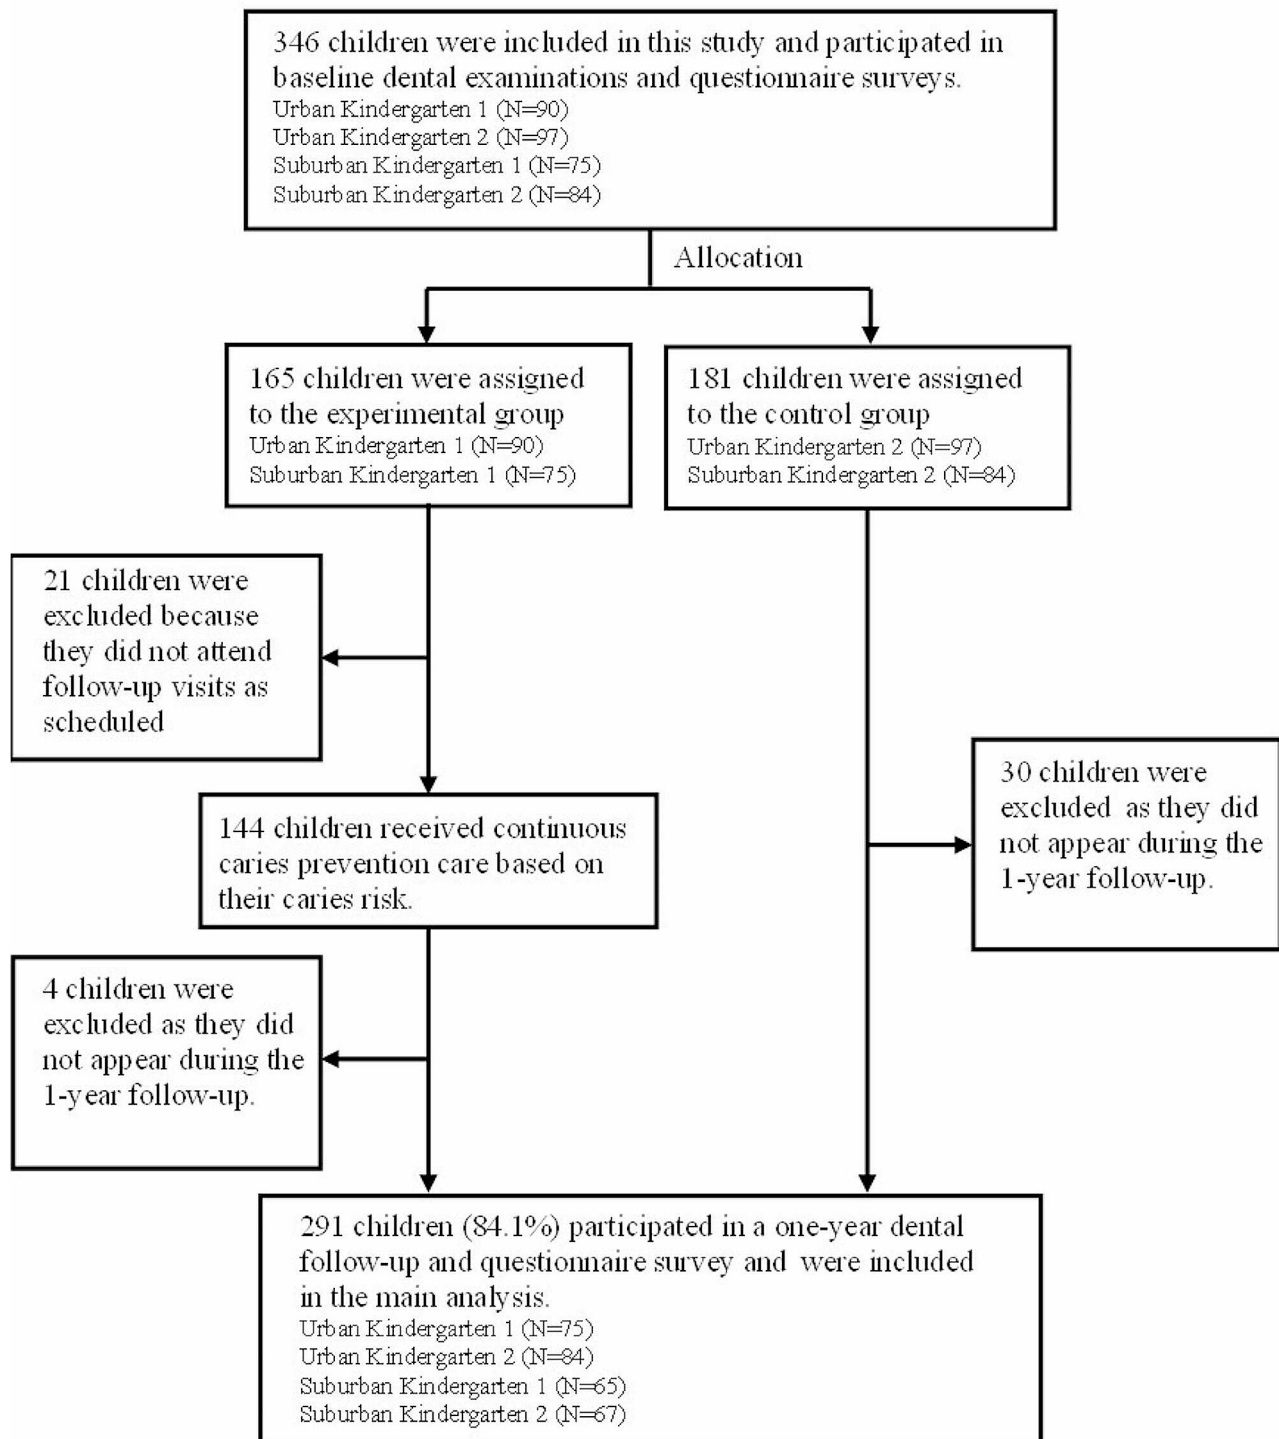 346 children were included in this study and participated in
baseline dental examinations and questionnaire surveys.
Urban Kindergarten 1 (N=90)
Urban Kindergarten 2 (N=97)
Suburban Kindergarten 1 (N=75)
Suburban Kindergarten 2 (N=84)
Allocation
165 children were assigned
to the experimental group
Urban Kindergarten 1 (N=90)
Suburban Kindergarten 1 (N=75)
181 children were assigned
to the control group
Urban Kindergarten 2 (N=97)
Suburban Kindergarten 2 (N=84)
21 children were
excluded because
they did not attend
follow-up visits as
scheduled
30 children were
excluded as they did
not appear during the
1-year follow-up.
144 children received continuous
caries prevention care based on
their caries risk.
4 children were
excluded as they did
not appear during the
1-year follow-up.
291 children (84.1%) participated in a one-year dental
follow-up and questionnaire survey and were included
in the main analysis.
Urban Kindergarten 1 (N=75)
Urban Kindergarten 2 (N=84)
Suburban Kindergarten 1 (N=65)
Suburban Kindergarten 2 (N=67)